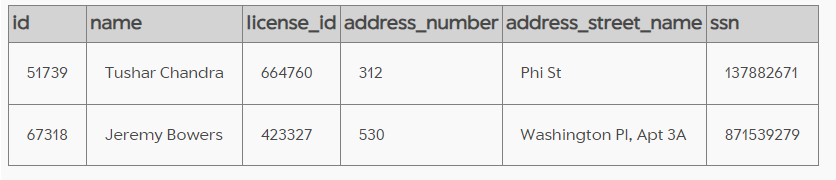 id name license_id address_number address_street_name ssn
51739 Tushar Chandra 664760 312 Phi St 137882671
67318 Jeremy Bowers 423327 530 Washington Pl, Apt 3A 871539279